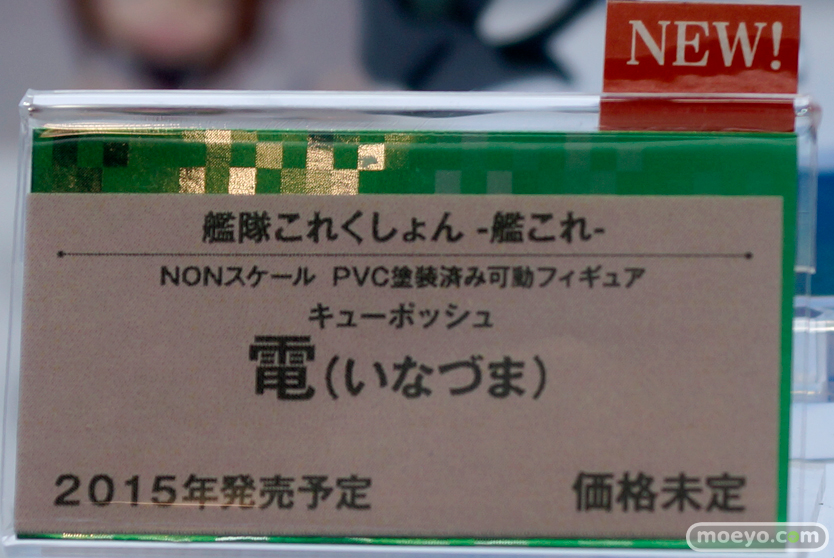 NEW!
艦隊これくしょん -艦これ-
NONスケール PVC塗装済み可動フィギュア
キューポッシュ
電(いなづま)
2015年発売予定 価格未定
moeyo.com